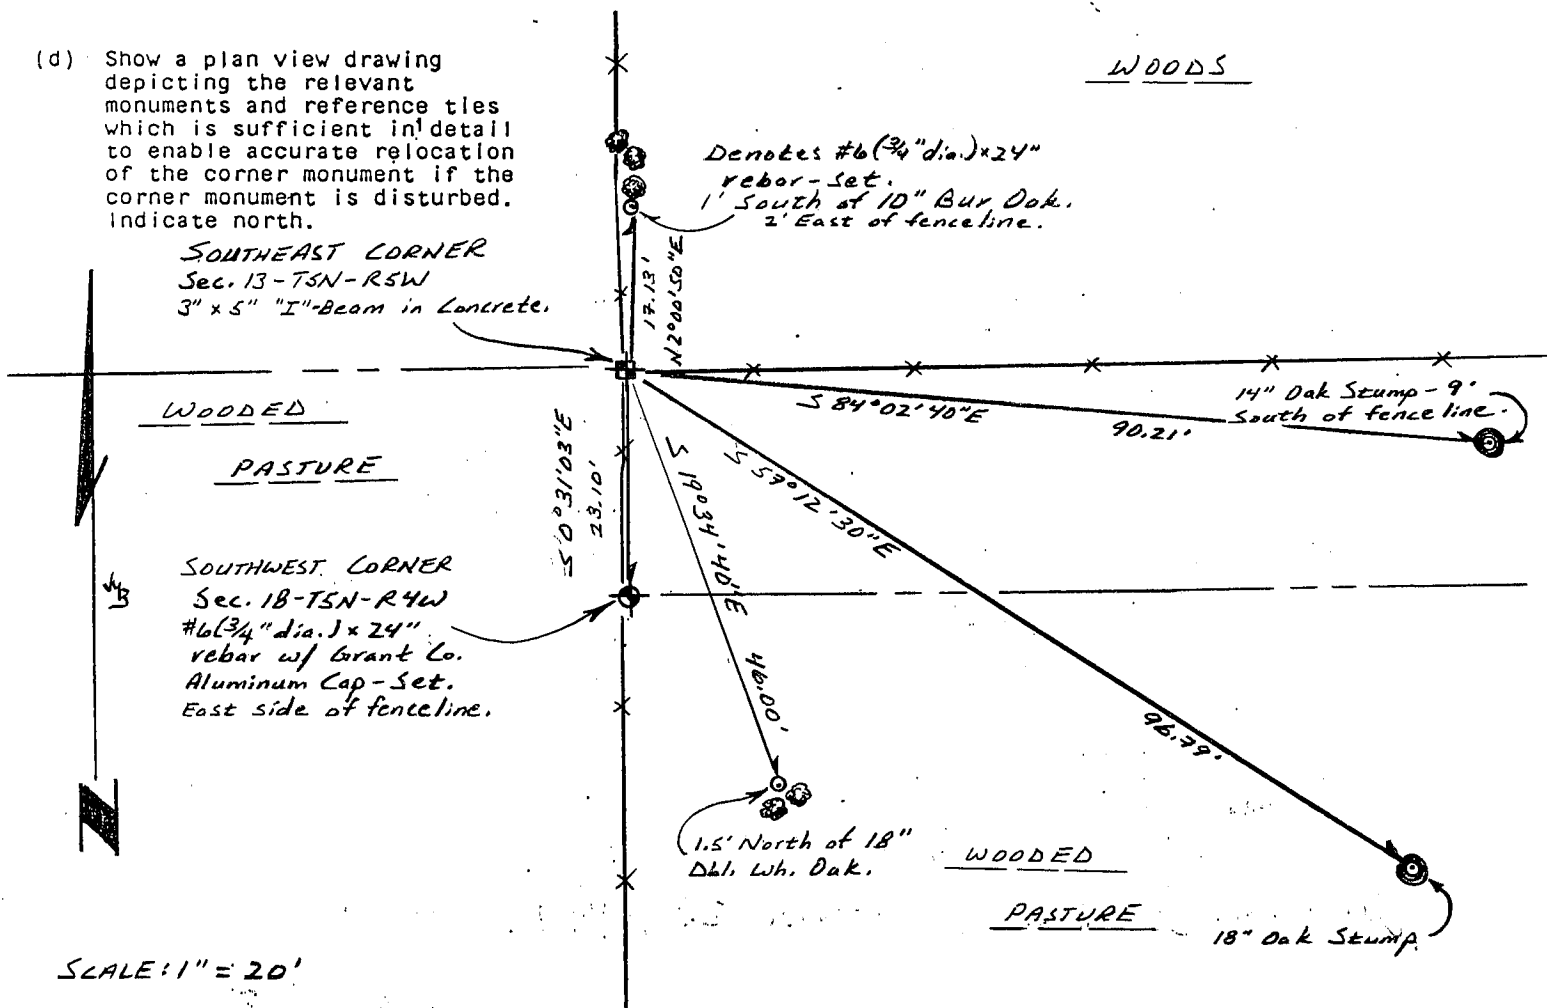 (d) Show a plan view drawing
depicting the relevant
monuments and reference ties
which is sufficient in detail
to enable accurate relocation
of the corner monument if the
corner monument is disturbed.
Indicate north.
WOODS
Denotes #6(3/4"dia.)x24"
rebar-set.
1' South of 10" Bur Oak.
2' East of fenceline.
SOUTHEAST CORNER
Sec. 13-T5N-R5W
3" x 5" "I"-Beam in Concrete.
17.13'
N2°00'50"E
WOODED
PASTURE
S 84°02'40"E
90.21'
14" Oak Stump-9'
South of fence line.
S 0°31'03"E
23.10'
S 19°34'40"E 46.00'
S 57°12'30"E
96.79'
SOUTHWEST CORNER
Sec. 18-T5N-R4W
#6(3/4"dia.) x 24"
rebar w/ Grant Co.
Aluminum Cap-Set.
East side of fenceline.
1.5' North of 18"
Dbl. Wh. Oak.
WOODED
PASTURE
18" Oak Stump.
SCALE: 1" = 20'
N